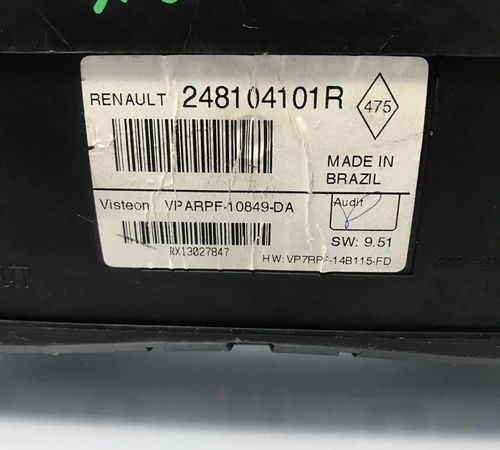 RENAULT 248104101R 475
MADE IN
BRAZIL
Visteon VPARPF-10849-DA Audit
RX13027847
SW: 9.51
HW: VP7RPF-14B115-FD